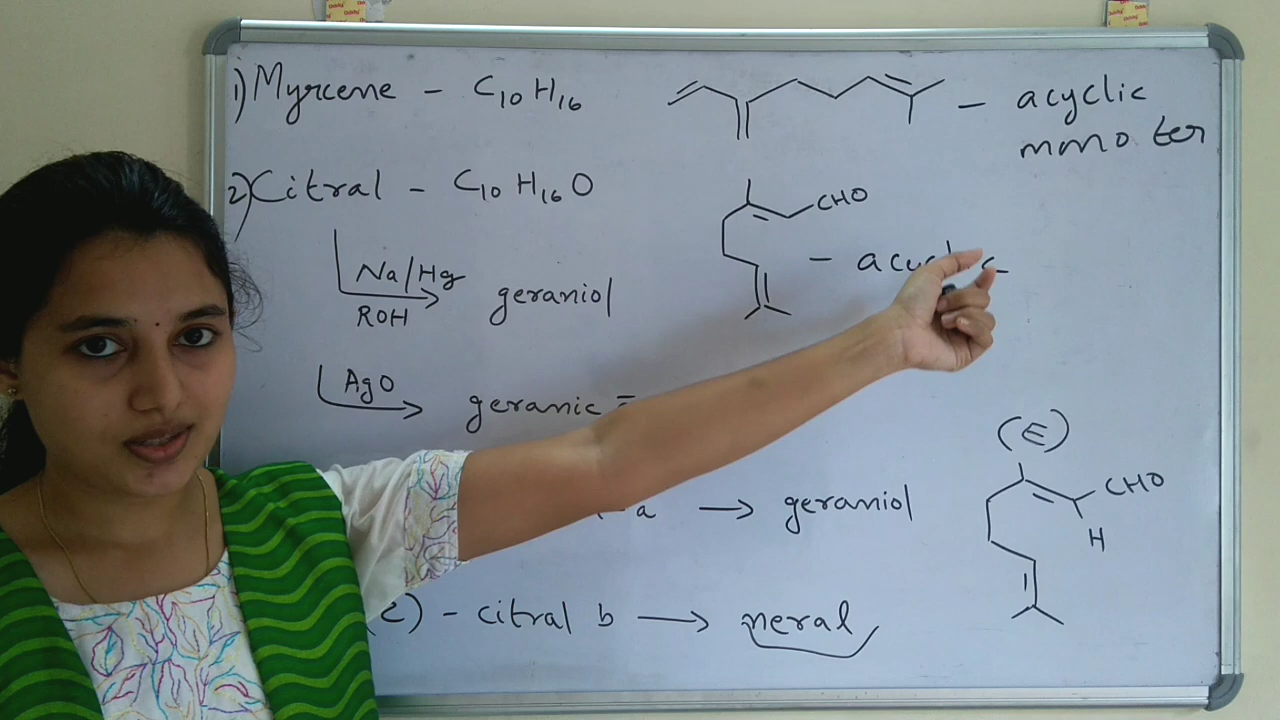 1) Myrcene - C10H16 - acyclic
mono ter
2) Citral - C10H16O
CHO
Na/Hg
ROH
geraniol
- acyclic
AgO
geranic
(E)
CHO
H
a → geraniol
- citral b → neral